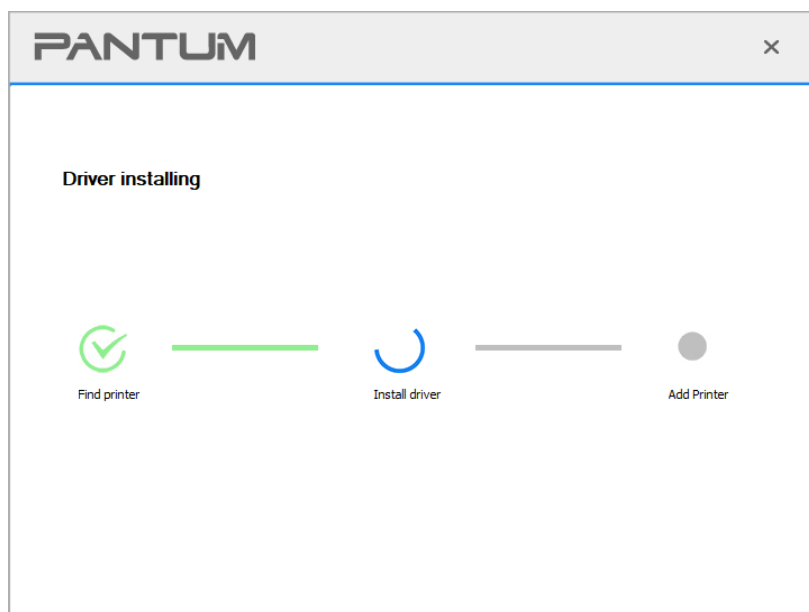 PANTUM
Driver installing
Find printer
Install driver
Add Printer